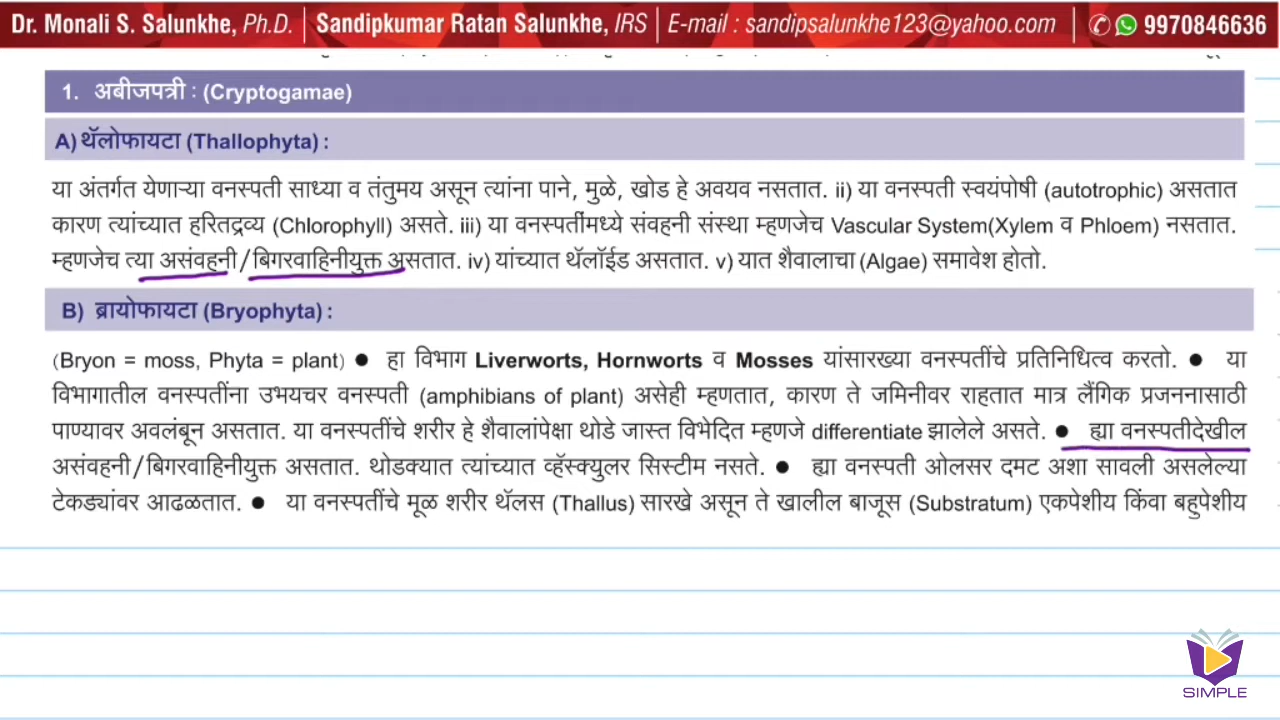 Dr. Monali S. Salunkhe, Ph.D. | Sandipkumar Ratan Salunkhe, IRS | E-mail : sandipsalunkhe123@yahoo.com | 9970846636
1. अबीजपत्री : (Cryptogamae)
A) थॅलोफायटा (Thallophyta) :
या अंतर्गत येणाऱ्या वनस्पती साध्या व तंतुमय असून त्यांना पाने, मुळे, खोड हे अवयव नसतात. ii) या वनस्पती स्वयंपोषी (autotrophic) असतात
कारण त्यांच्यात हरितद्रव्य (Chlorophyll) असते. iii) या वनस्पतींमध्ये संवहनी संस्था म्हणजेच Vascular System(Xylem व Phloem) नसतात.
म्हणजेच त्या असंवहनी/बिगरवाहिनीयुक्त असतात. iv) यांच्यात थॅलॉईड असतात. v) यात शैवालाचा (Algae) समावेश होतो.
B) ब्रायोफायटा (Bryophyta) :
(Bryon = moss, Phyta = plant) ● हा विभाग Liverworts, Hornworts व Mosses यांसारख्या वनस्पतींचे प्रतिनिधित्व करतो. ● या
विभागातील वनस्पतींना उभयचर वनस्पती (amphibians of plant) असेही म्हणतात, कारण ते जमिनीवर राहतात मात्र लैंगिक प्रजननासाठी
पाण्यावर अवलंबून असतात. या वनस्पतींचे शरीर हे शैवालांपेक्षा थोडे जास्त विभेदित म्हणजे differentiate झालेले असते. ● ह्या वनस्पतीदेखील
असंवहनी/बिगरवाहिनीयुक्त असतात. थोडक्यात त्यांच्यात व्हॅस्क्युलर सिस्टीम नसते. ● ह्या वनस्पती ओलसर दमट अशा सावली असलेल्या
टेकड्यांवर आढळतात. ● या वनस्पतींचे मूळ शरीर थॅलस (Thallus) सारखे असून ते खालील बाजूस (Substratum) एकपेशीय किंवा बहुपेशीय
SIMPLE